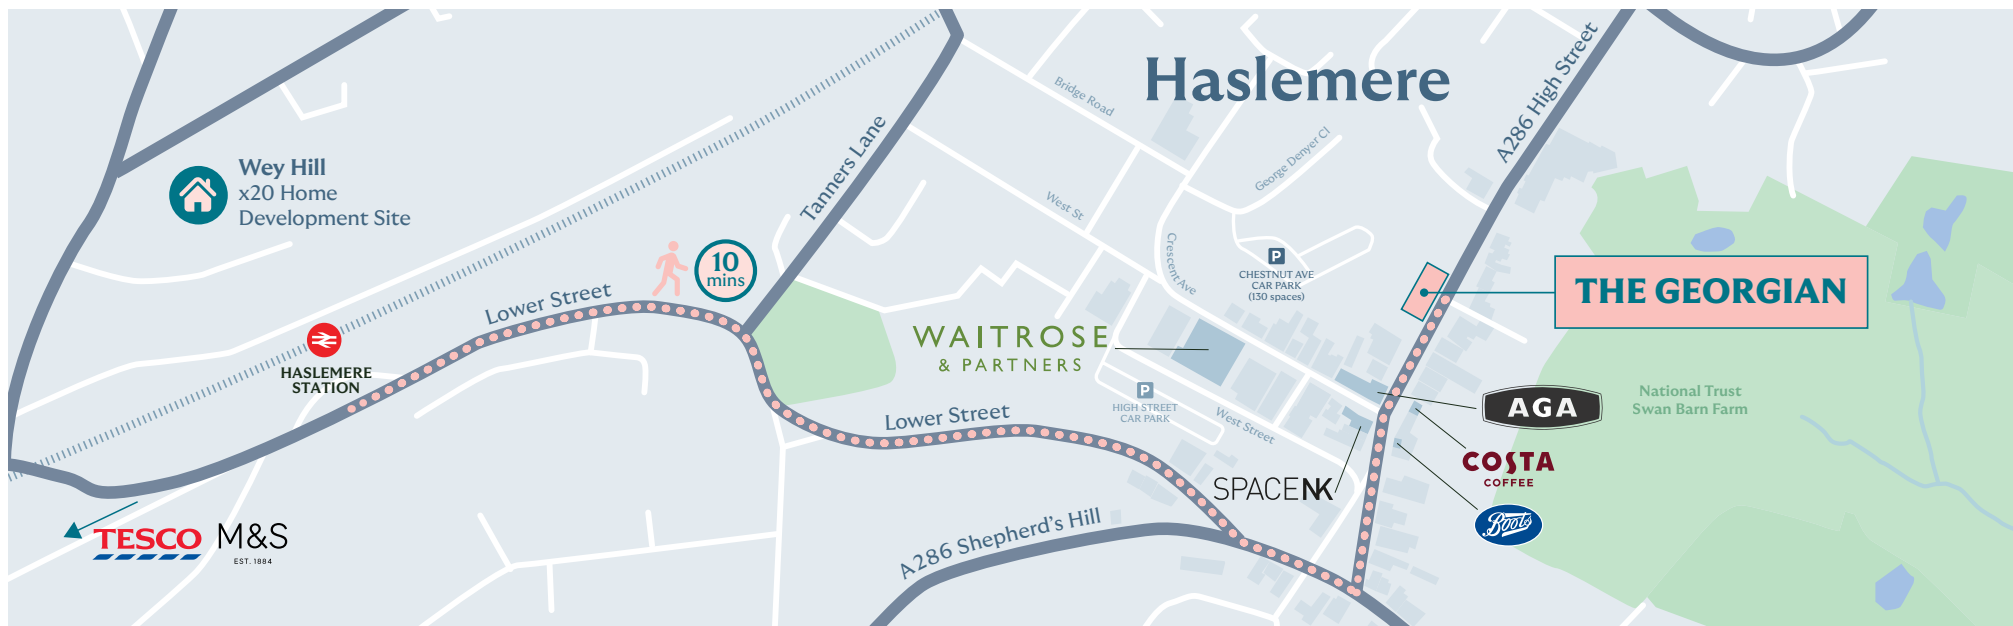 Haslemere
Bridge Road
A286 High Street
Tanners Lane
George Denyer Cl
Wey Hill
x20 Home
Development Site
West St
Crescent Ave
P
CHESTNUT AVE
CAR PARK
(130 spaces)
10
mins
THE GEORGIAN
Lower Street
WAITROSE
& PARTNERS
HASLEMERE
STATION
P
HIGH STREET
CAR PARK
West Street
Lower Street
AGA
National Trust
Swan Barn Farm
COSTA
COFFEE
SPACENK
Boots
A286 Shepherd's Hill
TESCO
M&S
EST. 1884